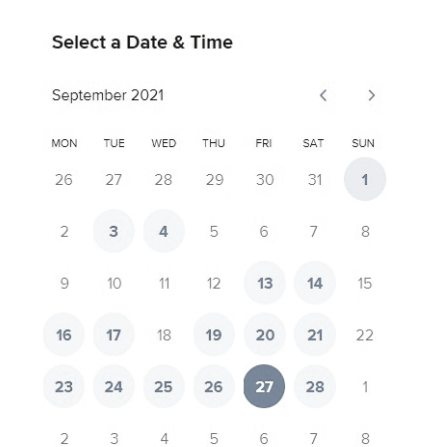 Select a Date & Time
September 2021
MON TUE WED THU FRI SAT SUN
26 27 28 29 30 31 1
2 3 4 5 6 7 8
9 10 11 12 13 14 15
16 17 18 19 20 21 22
23 24 25 26 27 28 1
2 3 4 5 6 7 8